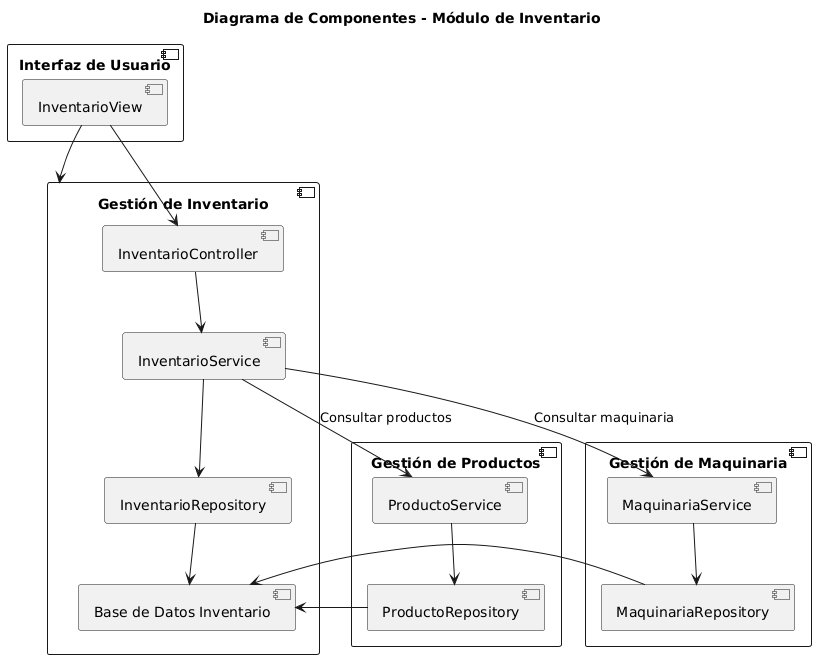 Diagrama de Componentes - Módulo de Inventario
Interfaz de Usuario
InventarioView
Gestión de Inventario
InventarioController
InventarioService
Consultar productos
Consultar maquinaria
Gestión de Productos
Gestión de Maquinaria
InventarioRepository
ProductoService
MaquinariaService
Base de Datos Inventario
ProductoRepository
MaquinariaRepository